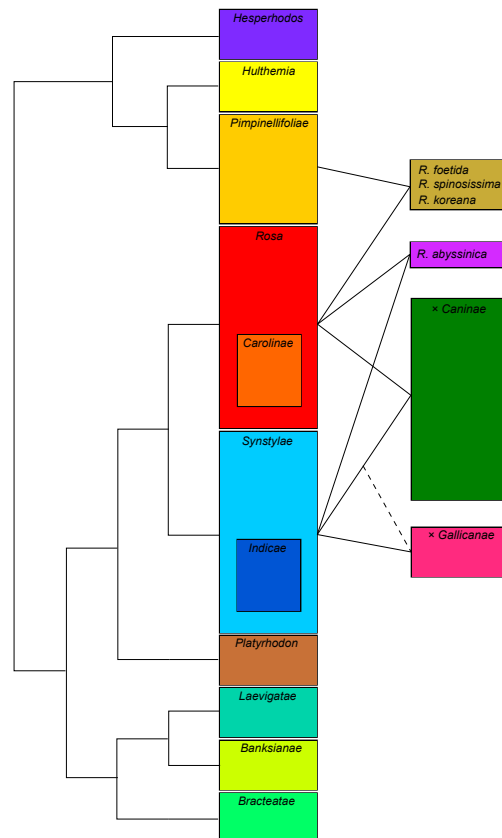 Hesperhodos
Hulthemia
Pimpinellifoliae
Rosa
Carolinae
Synstylae
Indicae
Platyrhodon
Laevigatae
Banksianae
Bracteatae
R. foetida
R. spinosissima
R. koreana
R. abyssinica
× Caninae
× Gallicanae